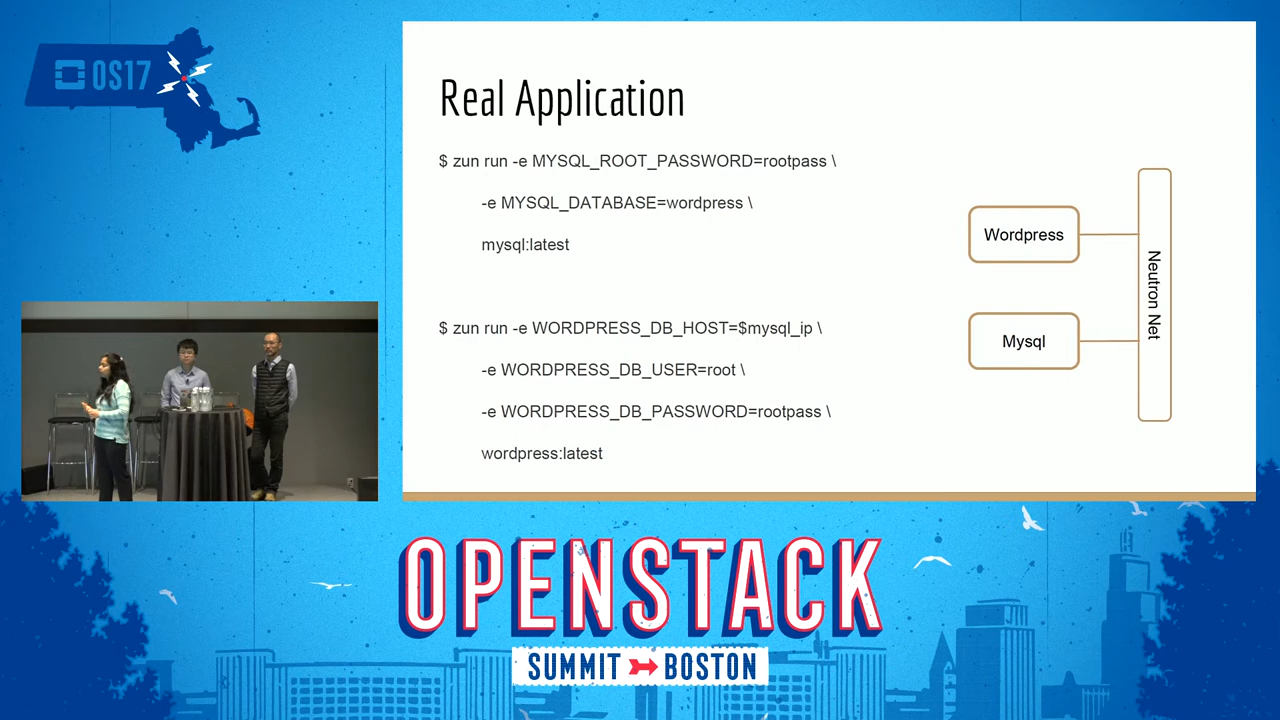 OS17
Real Application
$ zun run -e MYSQL_ROOT_PASSWORD=rootpass \
-e MYSQL_DATABASE=wordpress \
mysql:latest
$ zun run -e WORDPRESS_DB_HOST=$mysql_ip \
-e WORDPRESS_DB_USER=root \
-e WORDPRESS_DB_PASSWORD=rootpass \
wordpress:latest
Wordpress
Mysql
Neutron Net
OPENSTACK
SUMMIT BOSTON